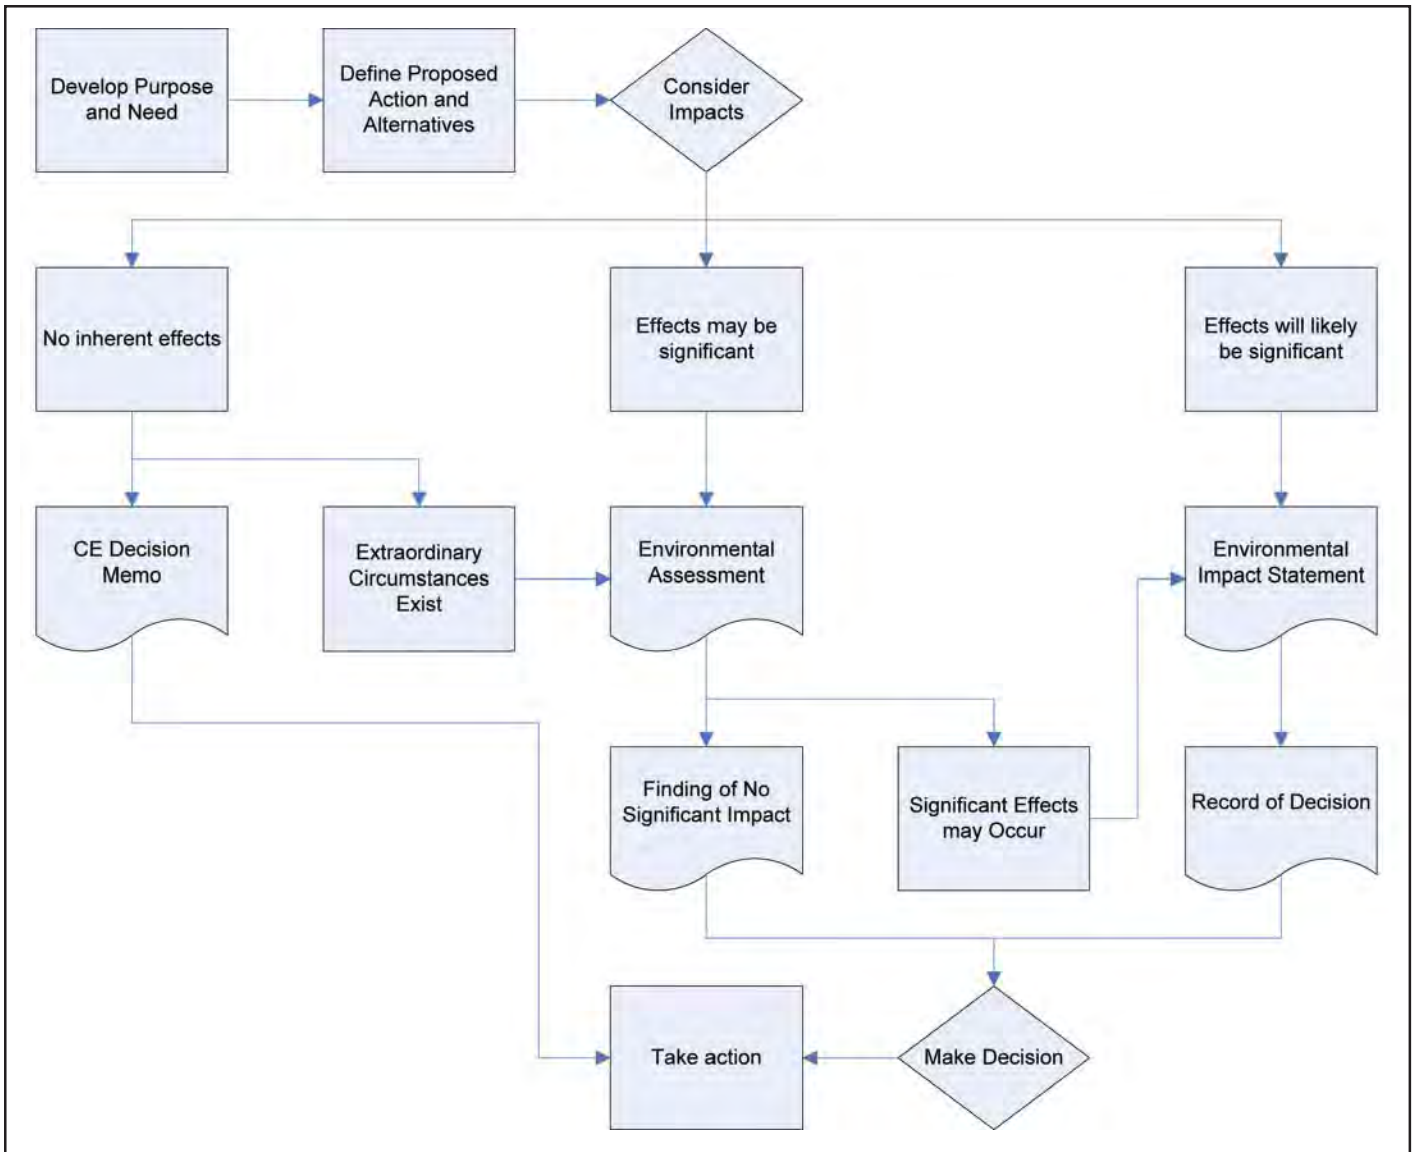 Develop Purpose
and Need
Define Proposed
Action and
Alternatives
Consider
Impacts
No inherent effects
Effects may be
significant
Effects will likely
be significant
CE Decision
Memo
Extraordinary
Circumstances
Exist
Environmental
Assessment
Environmental
Impact Statement
Finding of No
Significant Impact
Significant Effects
may Occur
Record of Decision
Take action
Make Decision